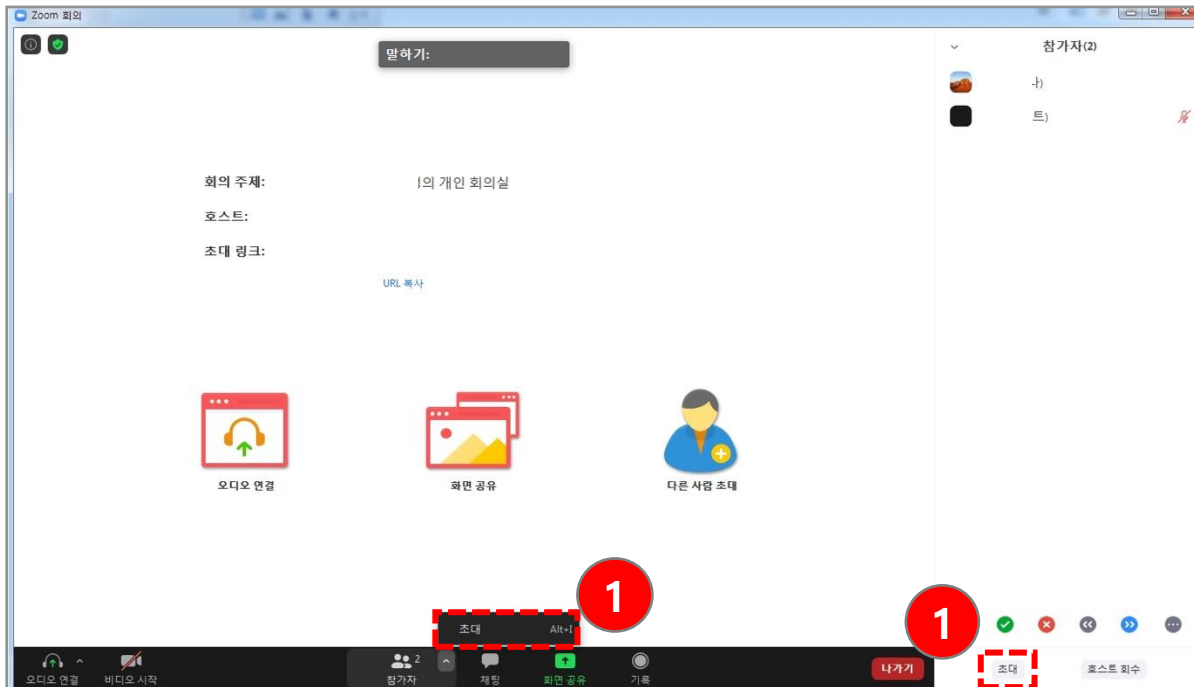 Zoom 회의
말하기:
참가자(2)
ㅏ)
트)
회의 주제: 의 개인 회의실
호스트:
초대 링크:
URL 복사
오디오 연결
화면 공유
다른 사람 초대
1
초대 Alt+I
1
오디오 연결
비디오 시작
2
참가자
채팅
화면 공유
기록
나가기
초대
호스트 회수